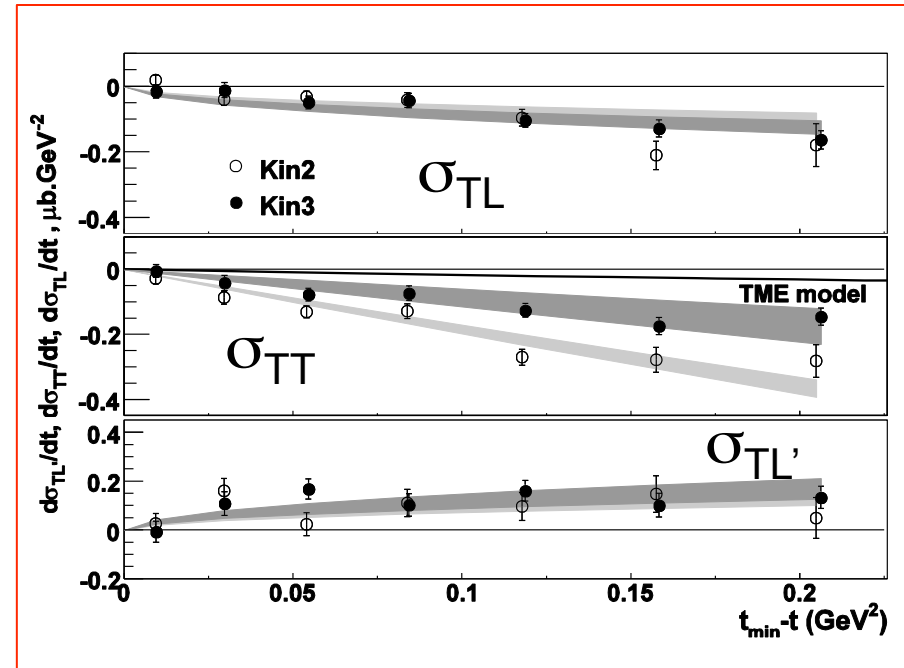 dσTL'/dt, dσTT/dt, dσTL/dt , μb.GeV-2
0
-0.2
-0.4
Kin2
Kin3
σTL
0
-0.2
-0.4
TME model
σTT
0.4
0.2
0
-0.2
σTL’
0 0.05 0.1 0.15 0.2
tmin-t (GeV2)